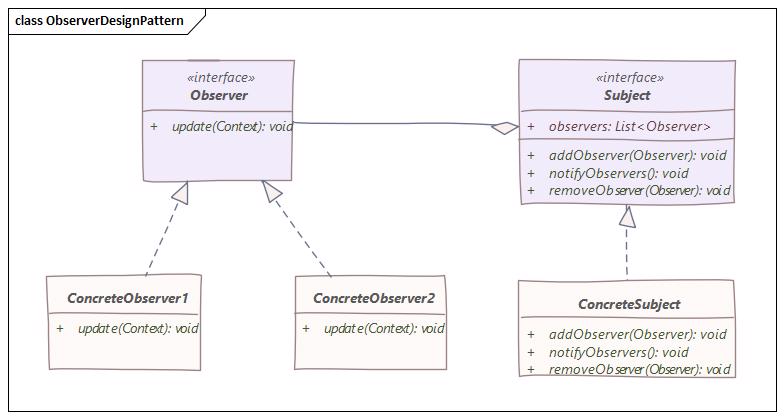 class ObserverDesignPattern
«interface»
Observer
+ update(Context): void
«interface»
Subject
+ observers: List<Observer>
+ addObserver(Observer): void
+ notifyObservers(): void
+ removeObserver(Observer): void
ConcreteObserver1
+ update(Context): void
ConcreteObserver2
+ update(Context): void
ConcreteSubject
+ addObserver(Observer): void
+ notifyObservers(): void
+ removeObserver(Observer): void